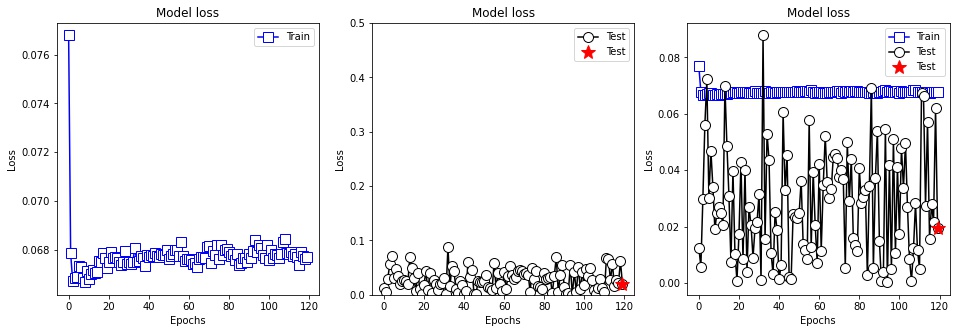 Model loss
Train
Loss
0.076
0.074
0.072
0.070
0.068
0 20 40 60 80 100 120
Epochs
Model loss
Test
Test
Loss
0.5
0.4
0.3
0.2
0.1
0.0
0 20 40 60 80 100 120
Epochs
Model loss
Train
Test
Test
Loss
0.08
0.06
0.04
0.02
0.00
0 20 40 60 80 100 120
Epochs